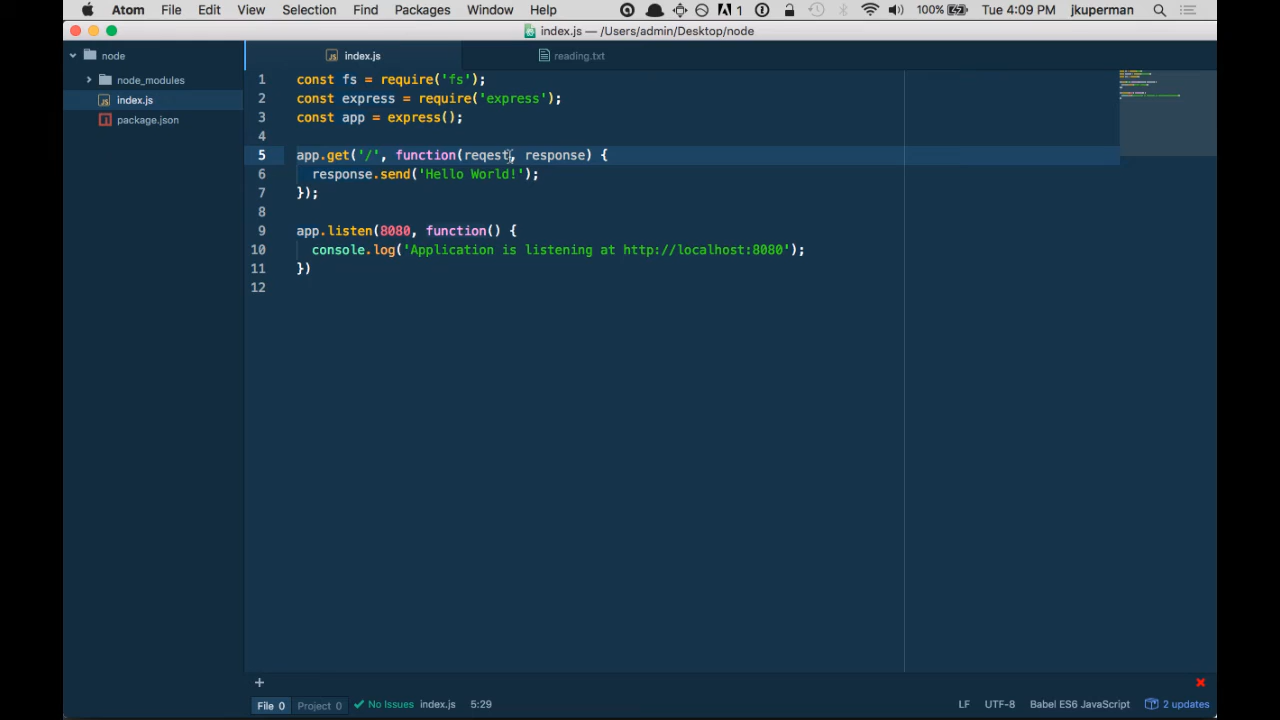 Atom File Edit View Selection Find Packages Window Help 1 100% Tue 4:09 PM jkuperman
index.js — /Users/admin/Desktop/node
node
node_modules
index.js
package.json
index.js reading.txt
1 const fs = require('fs');
2 const express = require('express');
3 const app = express();
4
5 app.get('/', function(reqest, response) {
6 response.send('Hello World!');
7 });
8
9 app.listen(8080, function() {
10 console.log('Application is listening at http://localhost:8080');
11 })
12
+
File 0 Project 0 No Issues index.js 5:29 LF UTF-8 Babel ES6 JavaScript 2 updates